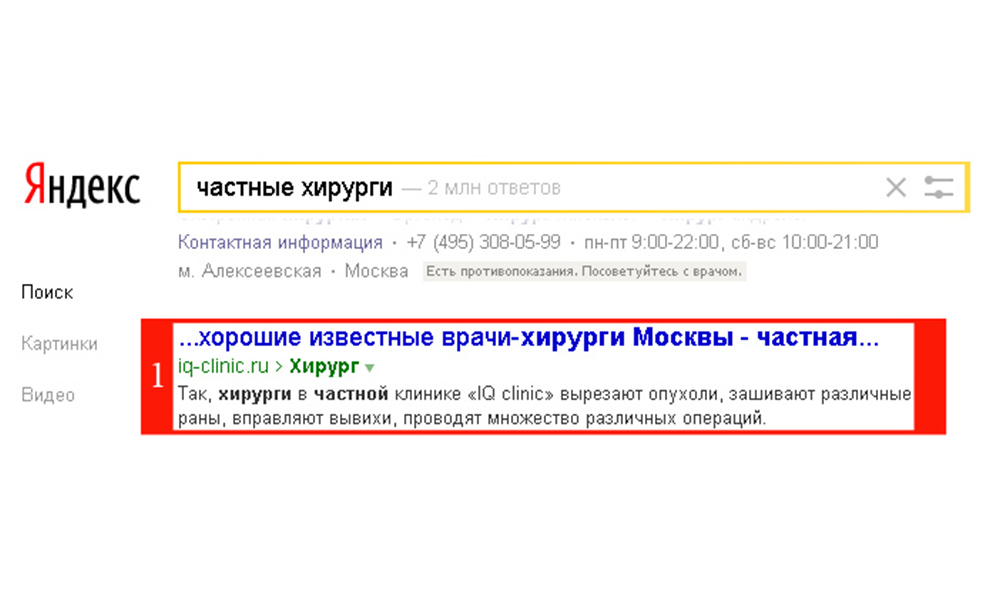 Яндекс
частные хирурги — 2 млн ответов
Контактная информация · +7 (495) 308-05-99 · пн-пт 9:00-22:00, сб-вс 10:00-21:00
м. Алексеевская · Москва Есть противопоказания. Посоветуйтесь с врачом.
Поиск
Картинки
Видео
1
...хорошие известные врачи-хирурги Москвы - частная...
iq-clinic.ru > Хирург
Так, хирурги в частной клинике «IQ clinic» вырезают опухоли, зашивают различные
раны, вправляют вывихи, проводят множество различных операций.